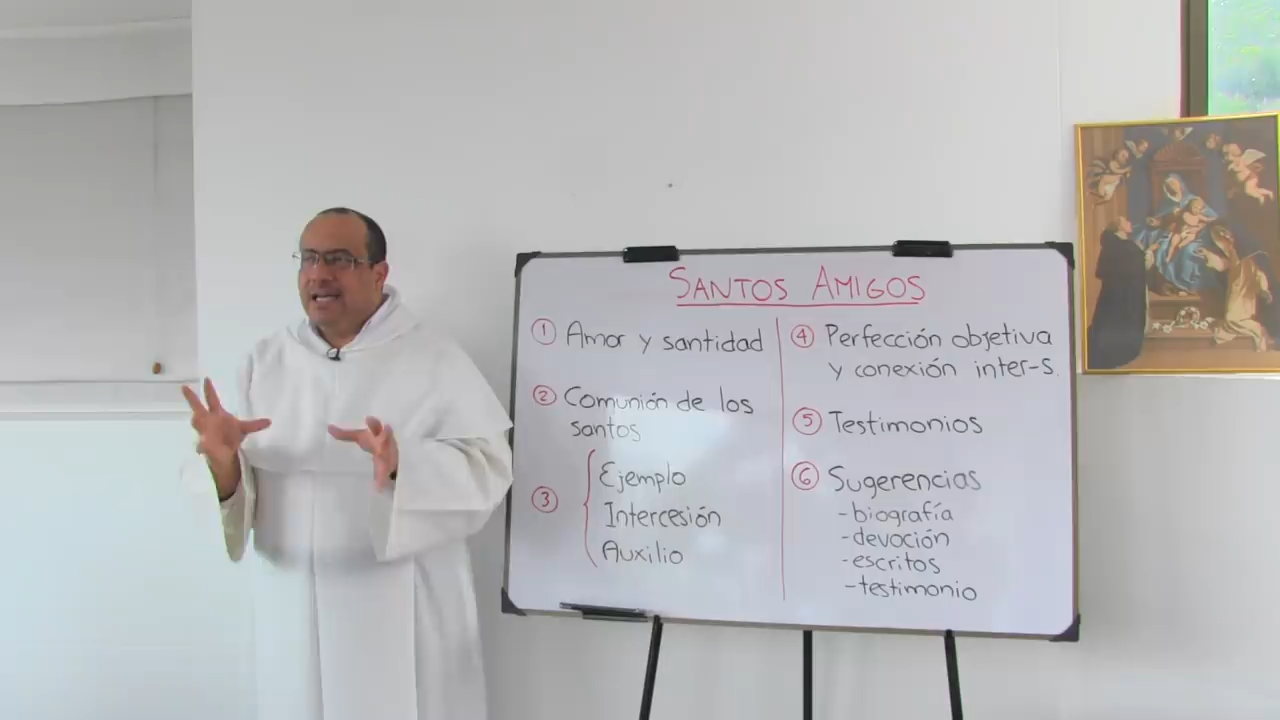 SANTOS AMIGOS
1 Amor y santidad
2 Comunión de los
santos
3 Ejemplo
Intercesión
Auxilio
4 Perfección objetiva
y conexión inter-s.
5 Testimonios
6 Sugerencias
-biografía
-devoción
-escritos
-testimonio